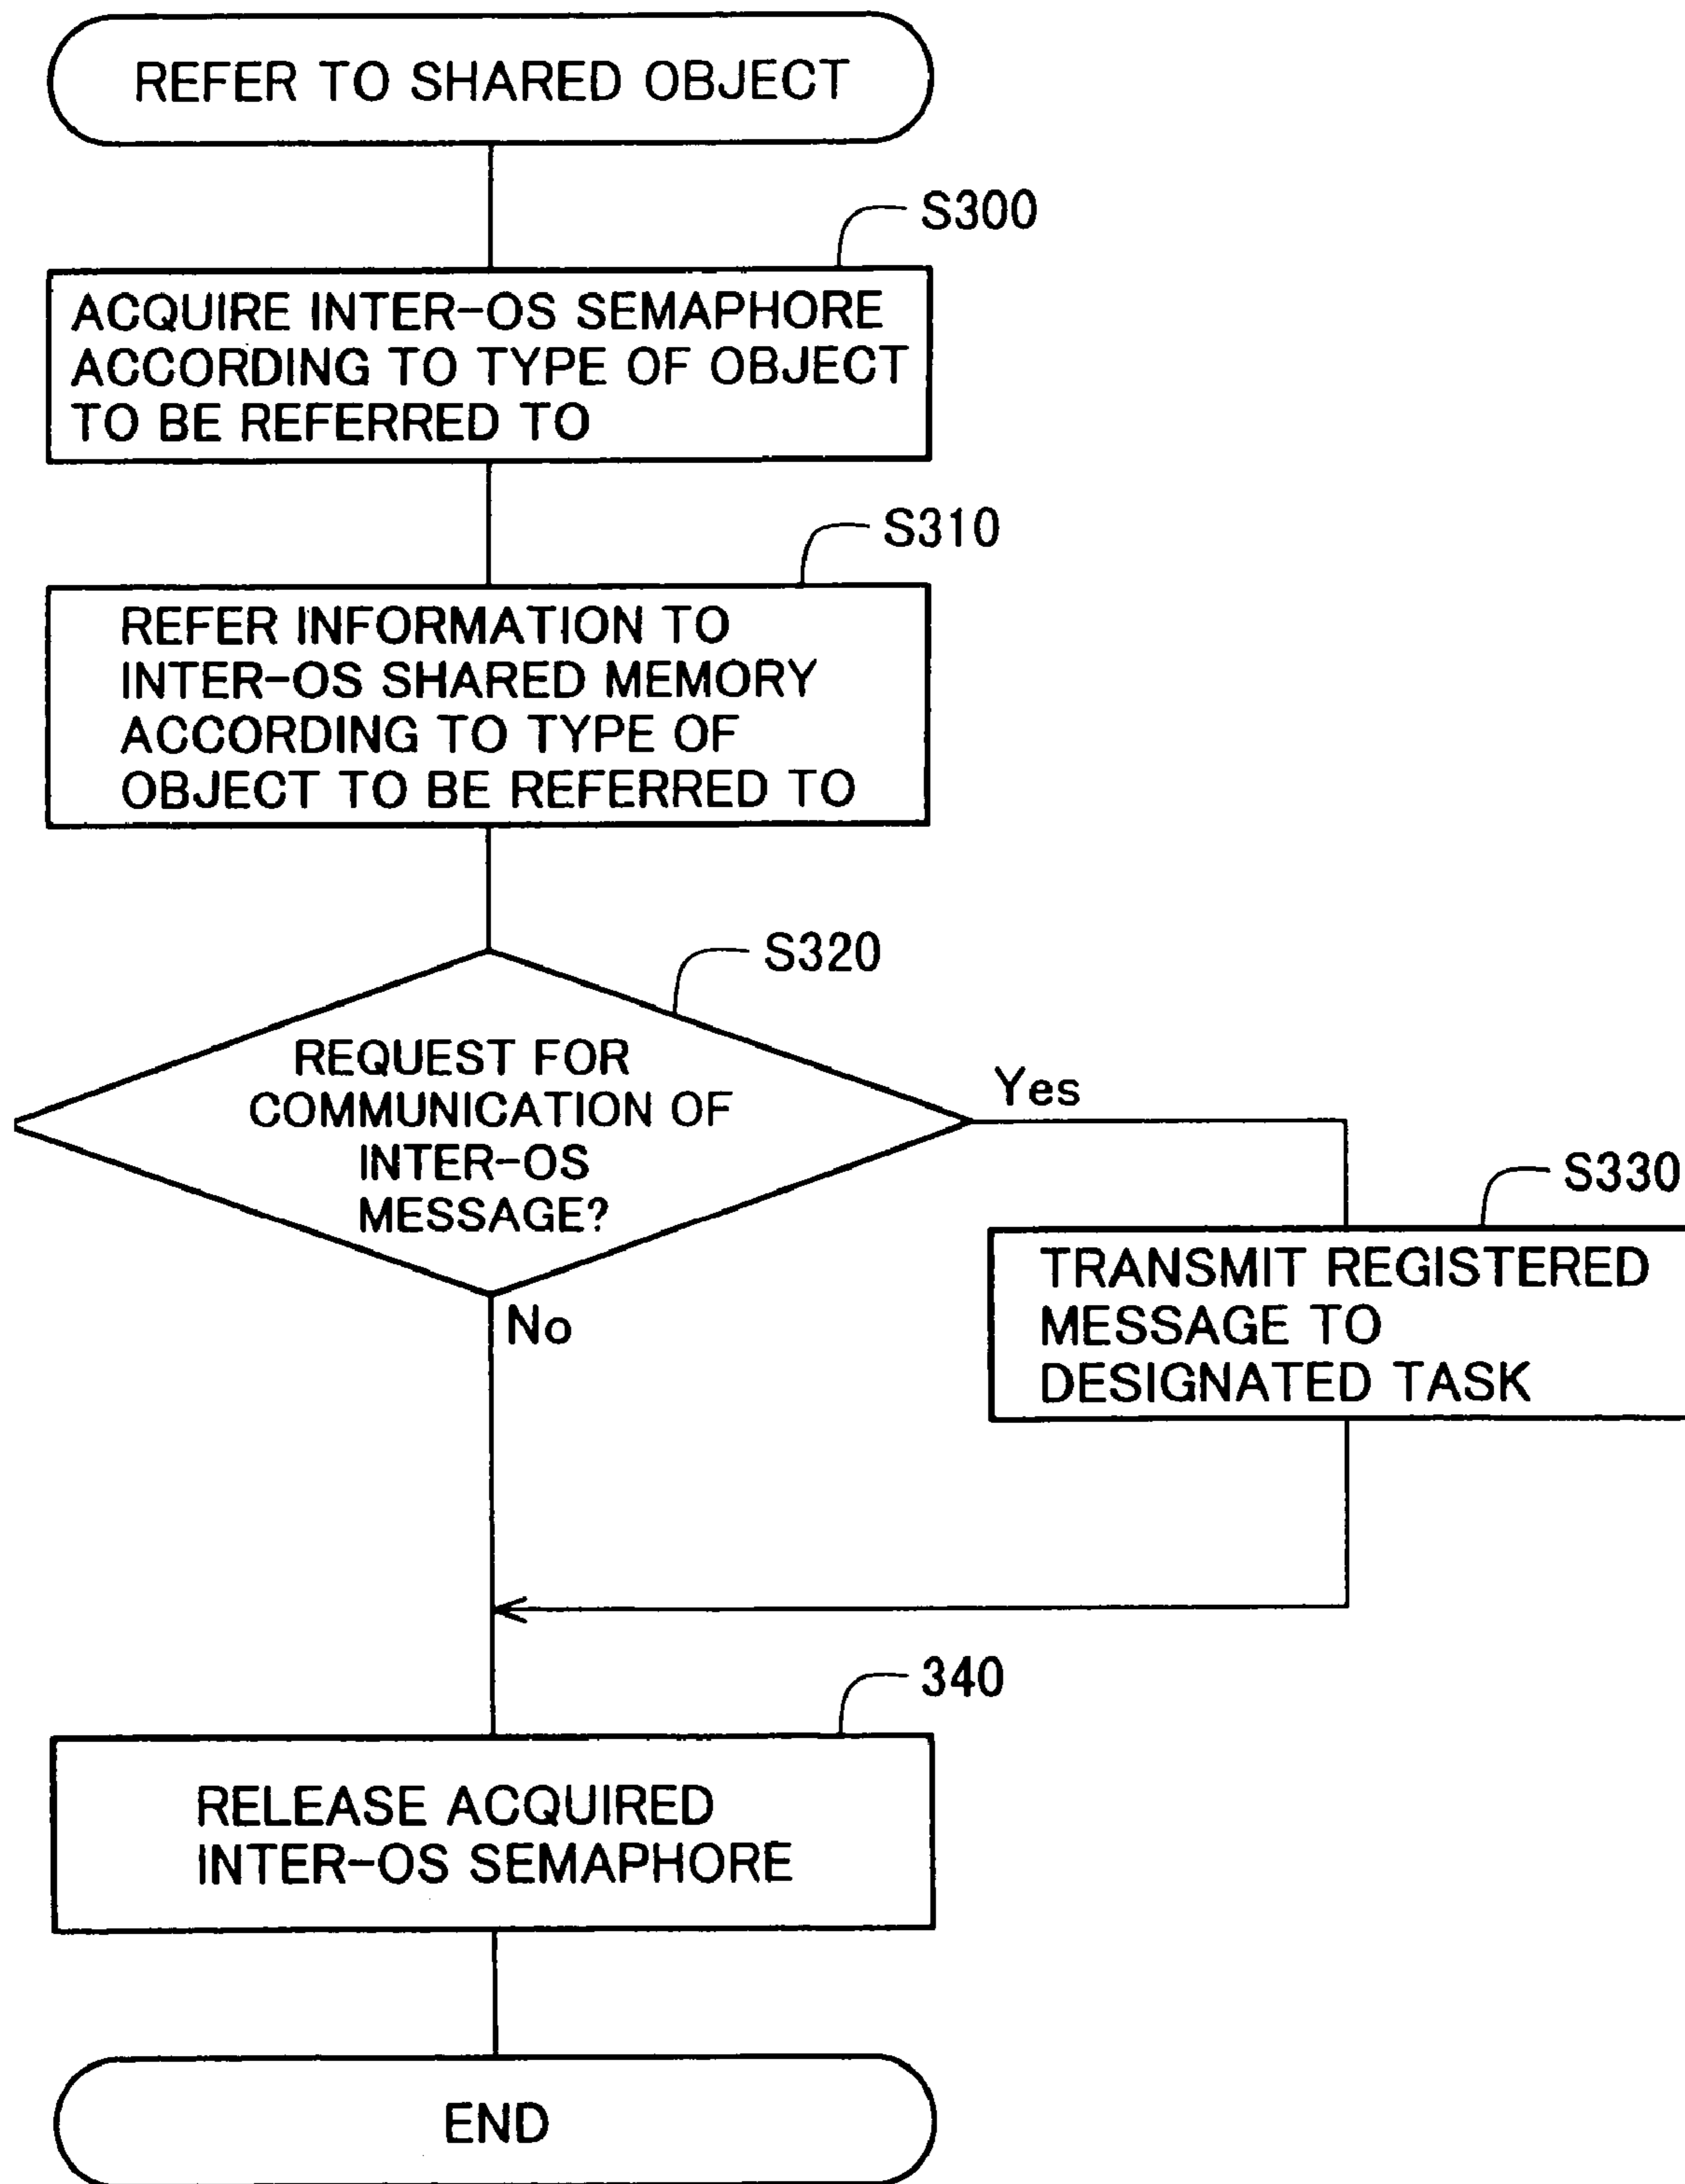 REFER TO SHARED OBJECT
S300
ACQUIRE INTER-OS SEMAPHORE
ACCORDING TO TYPE OF OBJECT
TO BE REFERRED TO
S310
REFER INFORMATION TO
INTER-OS SHARED MEMORY
ACCORDING TO TYPE OF
OBJECT TO BE REFERRED TO
S320
REQUEST FOR
COMMUNICATION OF
INTER-OS
MESSAGE?
Yes
No
S330
TRANSMIT REGISTERED
MESSAGE TO
DESIGNATED TASK
340
RELEASE ACQUIRED
INTER-OS SEMAPHORE
END